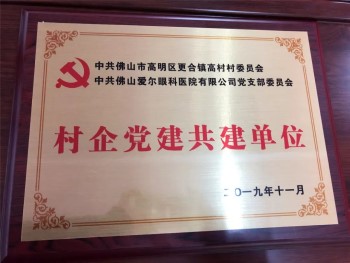 中共佛山市高明区更合镇高村村委员会
中共佛山爱尔眼科医院有限公司党支部委员会
村企党建共建单位
二〇一九年十一月